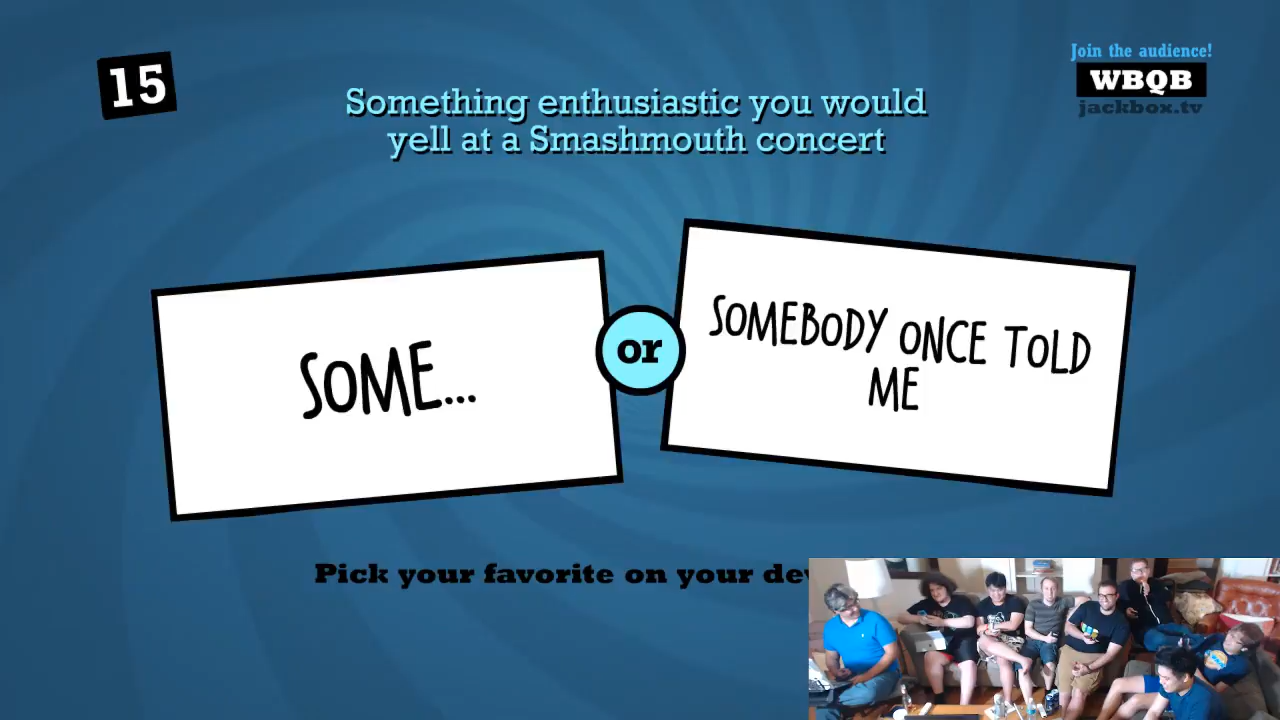 15
Join the audience!
WBQB
jackbox.tv
Something enthusiastic you would
yell at a Smashmouth concert
SOME...
or
SOMEBODY ONCE TOLD
ME
Pick your favorite on your